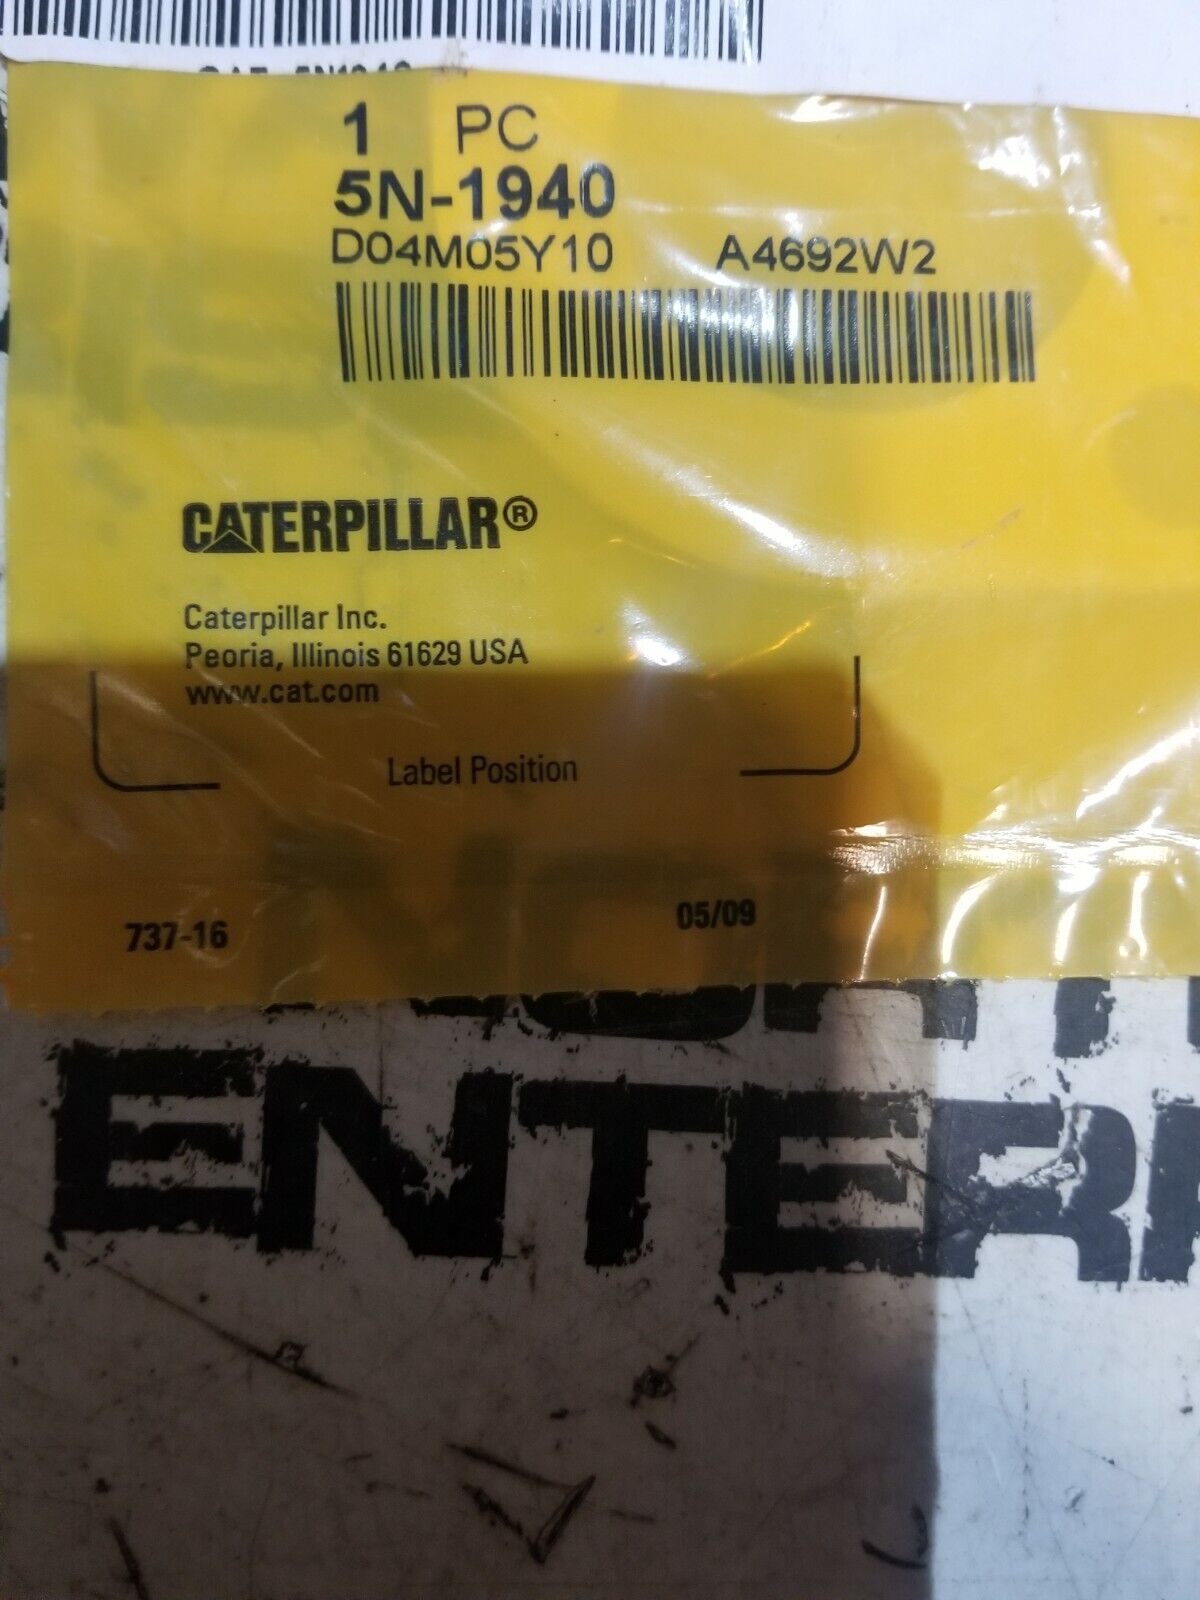 1 PC
5N-1940
D04M05Y10 A4692W2
CATERPILLAR®
Caterpillar Inc.
Peoria, Illinois 61629 USA
www.cat.com
Label Position
737-16 05/09